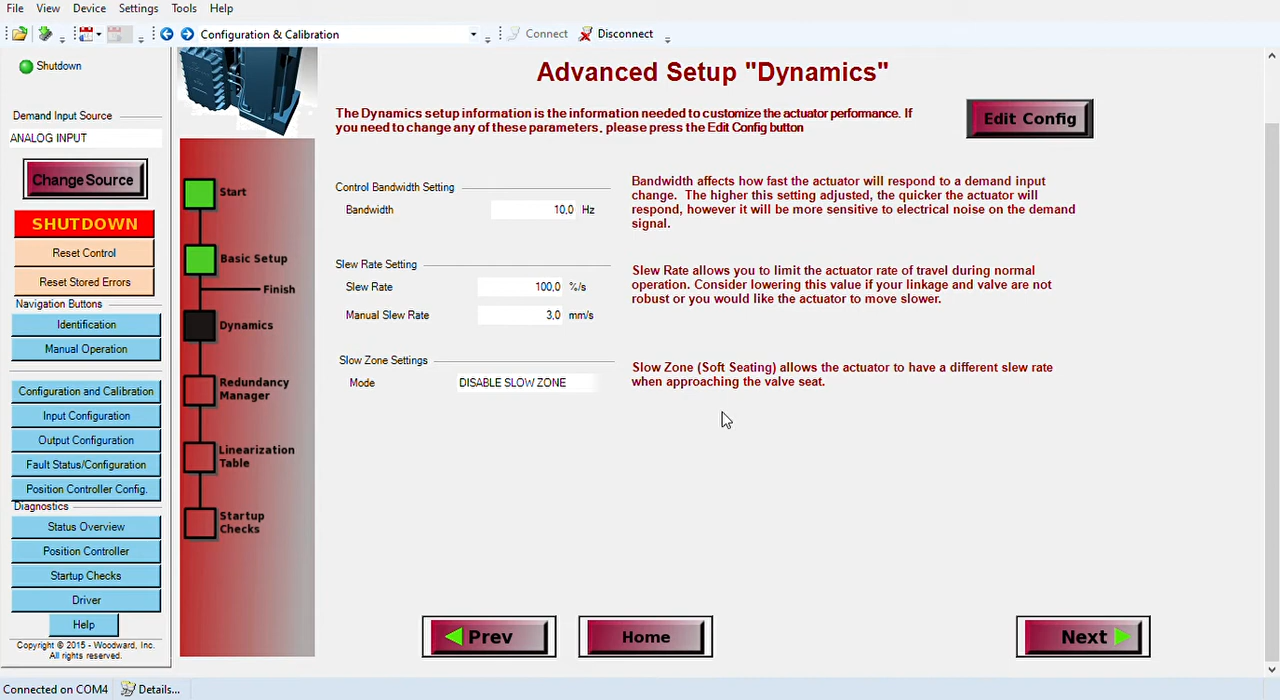 File View Device Settings Tools Help
Configuration & Calibration Connect Disconnect
Shutdown
Demand Input Source
ANALOG INPUT
Change Source
SHUTDOWN
Reset Control
Reset Stored Errors
Navigation Buttons
Identification
Manual Operation
Configuration and Calibration
Input Configuration
Output Configuration
Fault Status/Configuration
Position Controller Config.
Diagnostics
Status Overview
Position Controller
Startup Checks
Driver
Help
Copyright © 2015 - Woodward, Inc.
All rights reserved.
Start
Basic Setup
Finish
Dynamics
Redundancy
Manager
Linearization
Table
Startup
Checks
Advanced Setup "Dynamics"
The Dynamics setup information is the information needed to customize the actuator performance. If
you need to change any of these parameters, please press the Edit Config button
Edit Config
Control Bandwidth Setting
Bandwidth 10,0 Hz
Bandwidth affects how fast the actuator will respond to a demand input
change. The higher this setting adjusted, the quicker the actuator will
respond, however it will be more sensitive to electrical noise on the demand
signal.
Slew Rate Setting
Slew Rate 100,0 %/s
Manual Slew Rate 3,0 mm/s
Slew Rate allows you to limit the actuator rate of travel during normal
operation. Consider lowering this value if your linkage and valve are not
robust or you would like the actuator to move slower.
Slow Zone Settings
Mode DISABLE SLOW ZONE
Slow Zone (Soft Seating) allows the actuator to have a different slew rate
when approaching the valve seat.
Prev Home Next
Connected on COM4 Details...